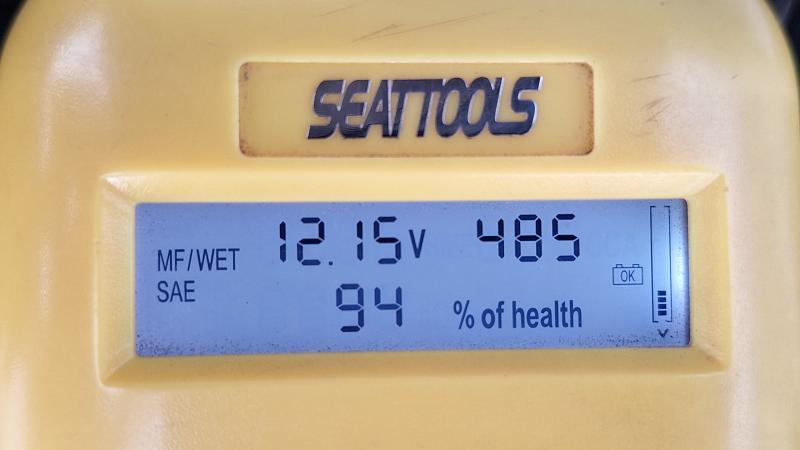 SEATTOOLS
MF/WET 12.15V 485
SAE 94 % of health OK